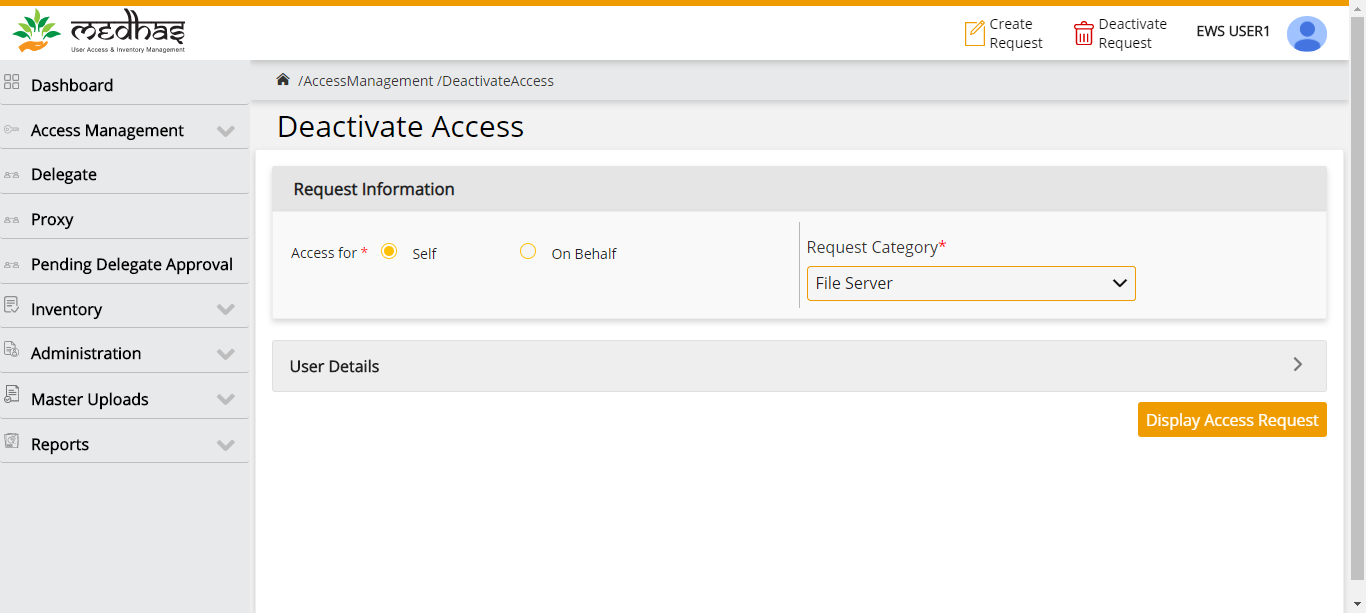 medhas
User Access & Inventory Management
Create
Request
Deactivate
Request
EWS USER1
Dashboard
Access Management
Delegate
Proxy
Pending Delegate Approval
Inventory
Administration
Master Uploads
Reports
/AccessManagement /DeactivateAccess
Deactivate Access
Request Information
Access for * Self On Behalf
Request Category*
File Server
User Details
Display Access Request